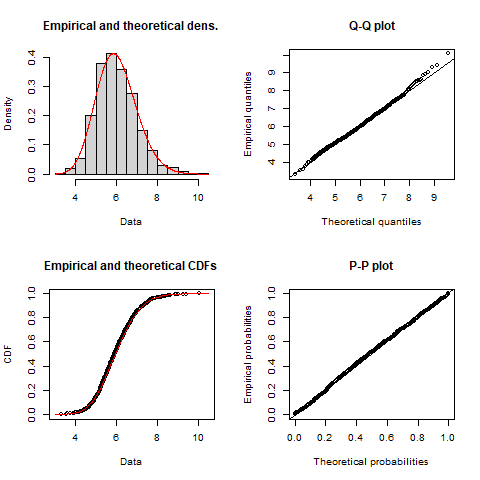 Empirical and theoretical dens.
Density
0.0 0.1 0.2 0.3 0.4
4 6 8 10
Data
Q-Q plot
Empirical quantiles
4 5 6 7 8 9
4 5 6 7 8 9
Theoretical quantiles
Empirical and theoretical CDFs
CDF
0.0 0.2 0.4 0.6 0.8 1.0
4 6 8 10
Data
P-P plot
Empirical probabilities
0.0 0.2 0.4 0.6 0.8 1.0
0.0 0.2 0.4 0.6 0.8 1.0
Theoretical probabilities